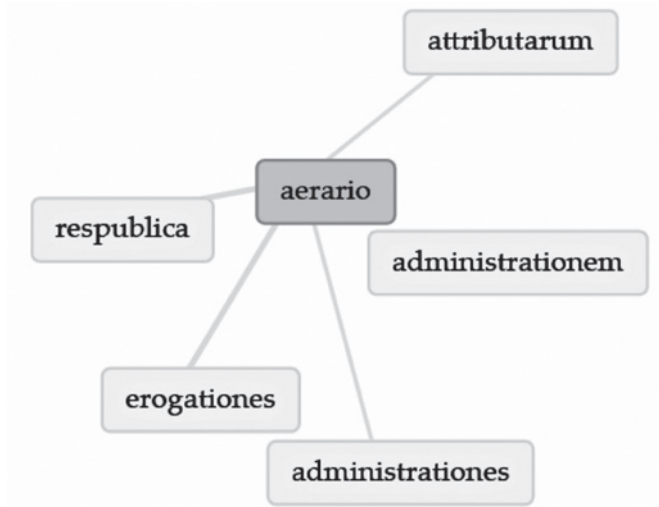 attributarum
aerario
respublica
administrationem
erogationes
administrationes